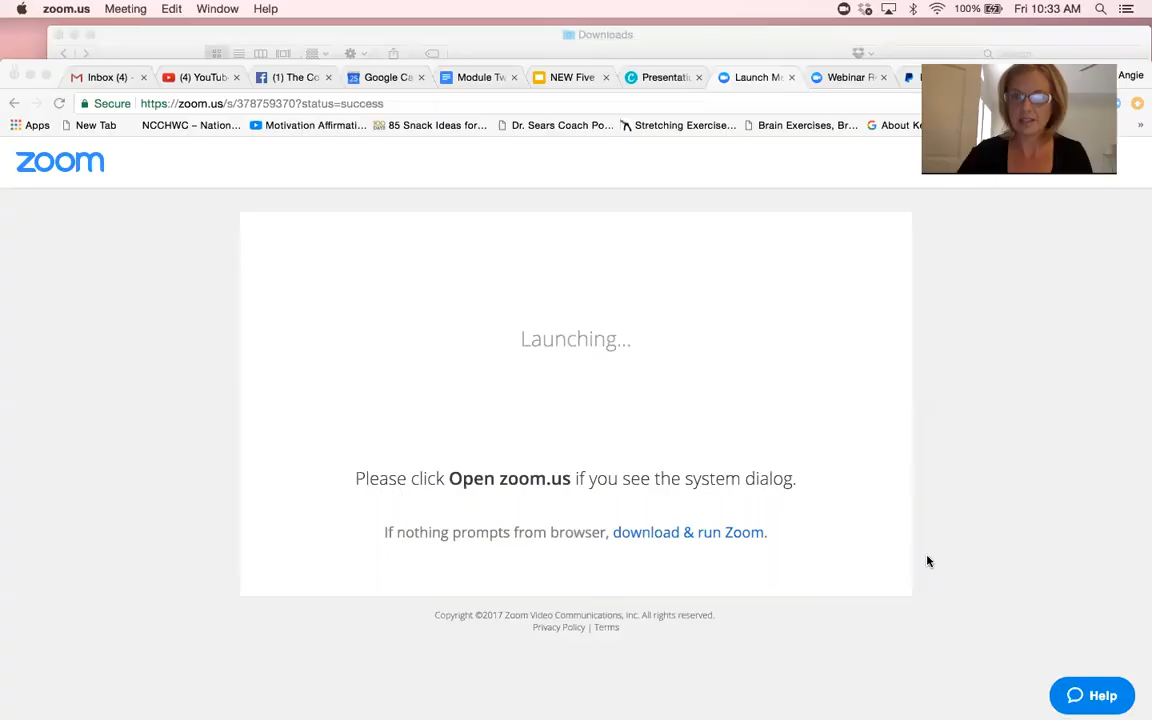 zoom.us Meeting Edit Window Help 100% Fri 10:33 AM
Downloads
Search
Inbox (4) - (4) YouTub (1) The Co Google Ca Module Tw NEW Five Presentati Launch Me Webinar R Angie
Secure https://zoom.us/s/378759370?status=success
Apps New Tab NCCHWC – Nation... Motivation Affirmati... 85 Snack Ideas for... Dr. Sears Coach Po... Stretching Exercise... Brain Exercises, Br... About Ke »
zoom
Launching...
Please click Open zoom.us if you see the system dialog.
If nothing prompts from browser, download & run Zoom.
Copyright ©2017 Zoom Video Communications, Inc. All rights reserved.
Privacy Policy | Terms
Help